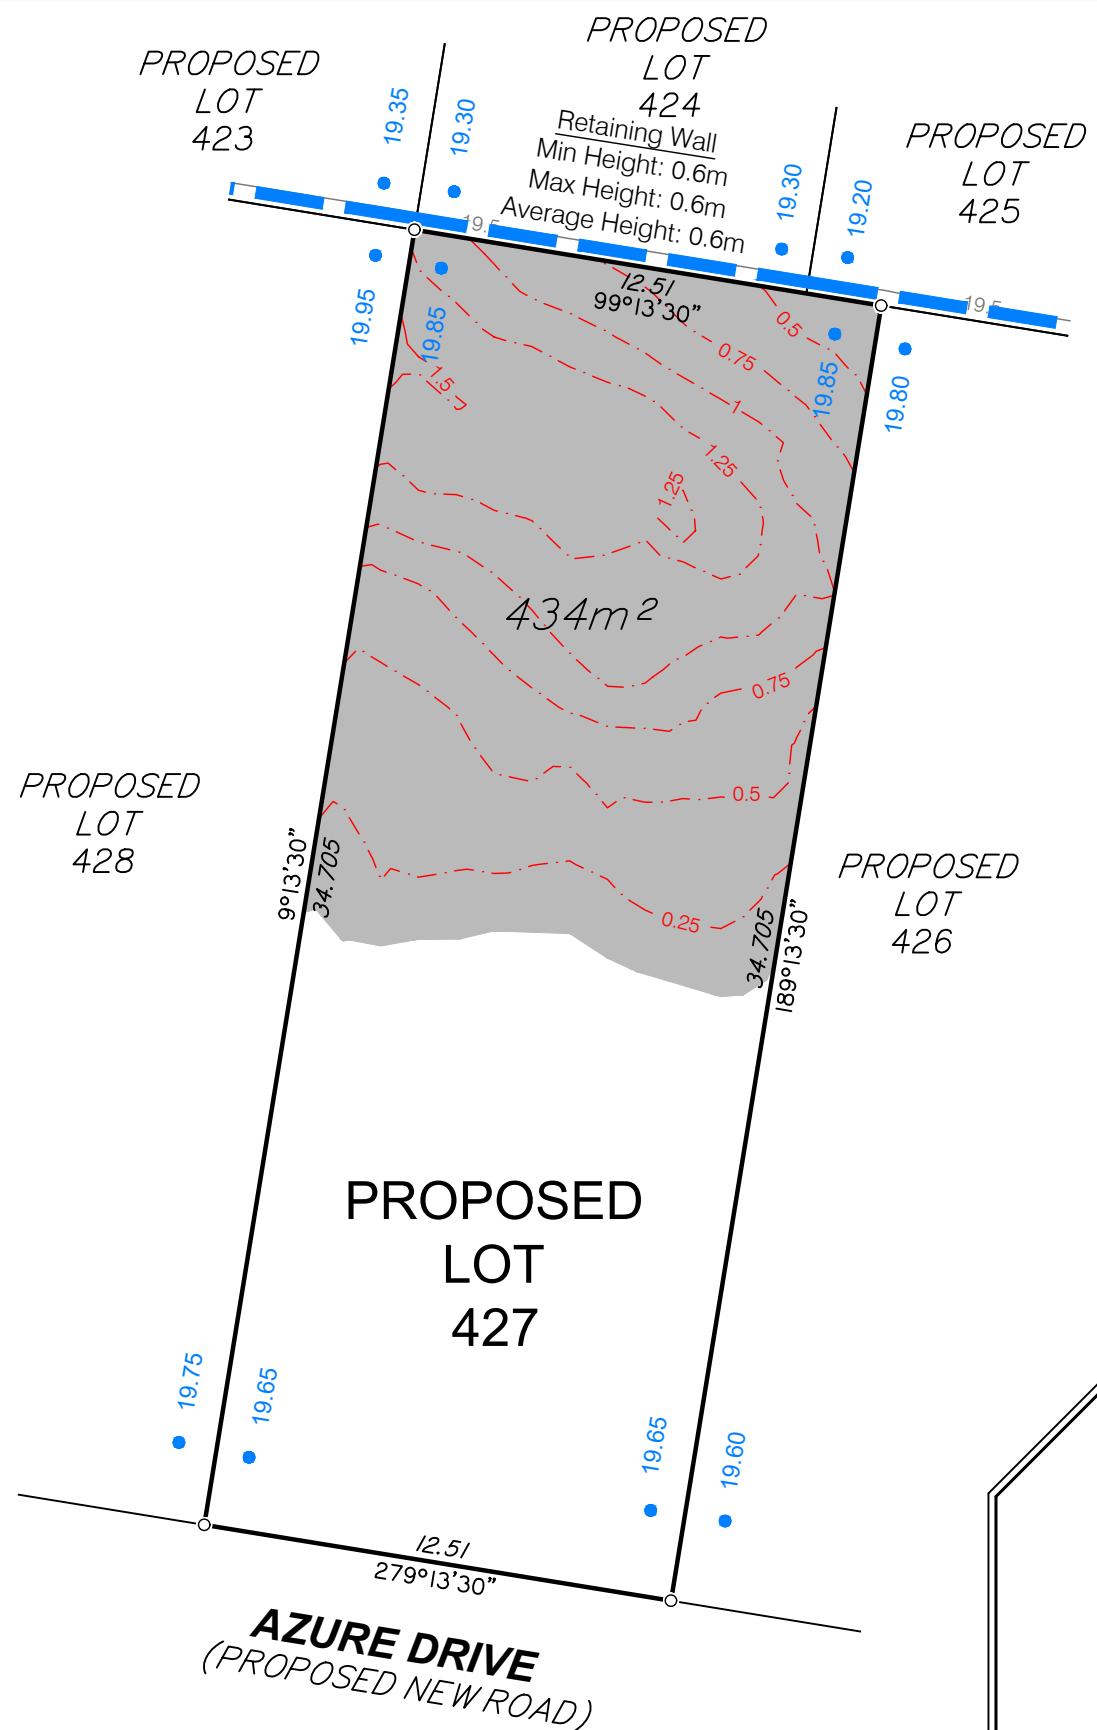 PROPOSED
LOT
423
PROPOSED
LOT
424
PROPOSED
LOT
425
Retaining Wall
Min Height: 0.6m
Max Height: 0.6m
Average Height: 0.6m
19.35
19.30
19.30
19.20
19.5
19.5
12.51
99°13'30"
19.95
19.85
19.85
19.80
0.5
0.75
1
1.5
1.25
1.25
434m²
0.75
0.5
0.25
PROPOSED
LOT
428
9°13'30"
34.705
PROPOSED
LOT
426
34.705
189°13'30"
PROPOSED
LOT
427
19.75
19.65
19.65
19.60
12.51
279°13'30"
AZURE DRIVE
(PROPOSED NEW ROAD)